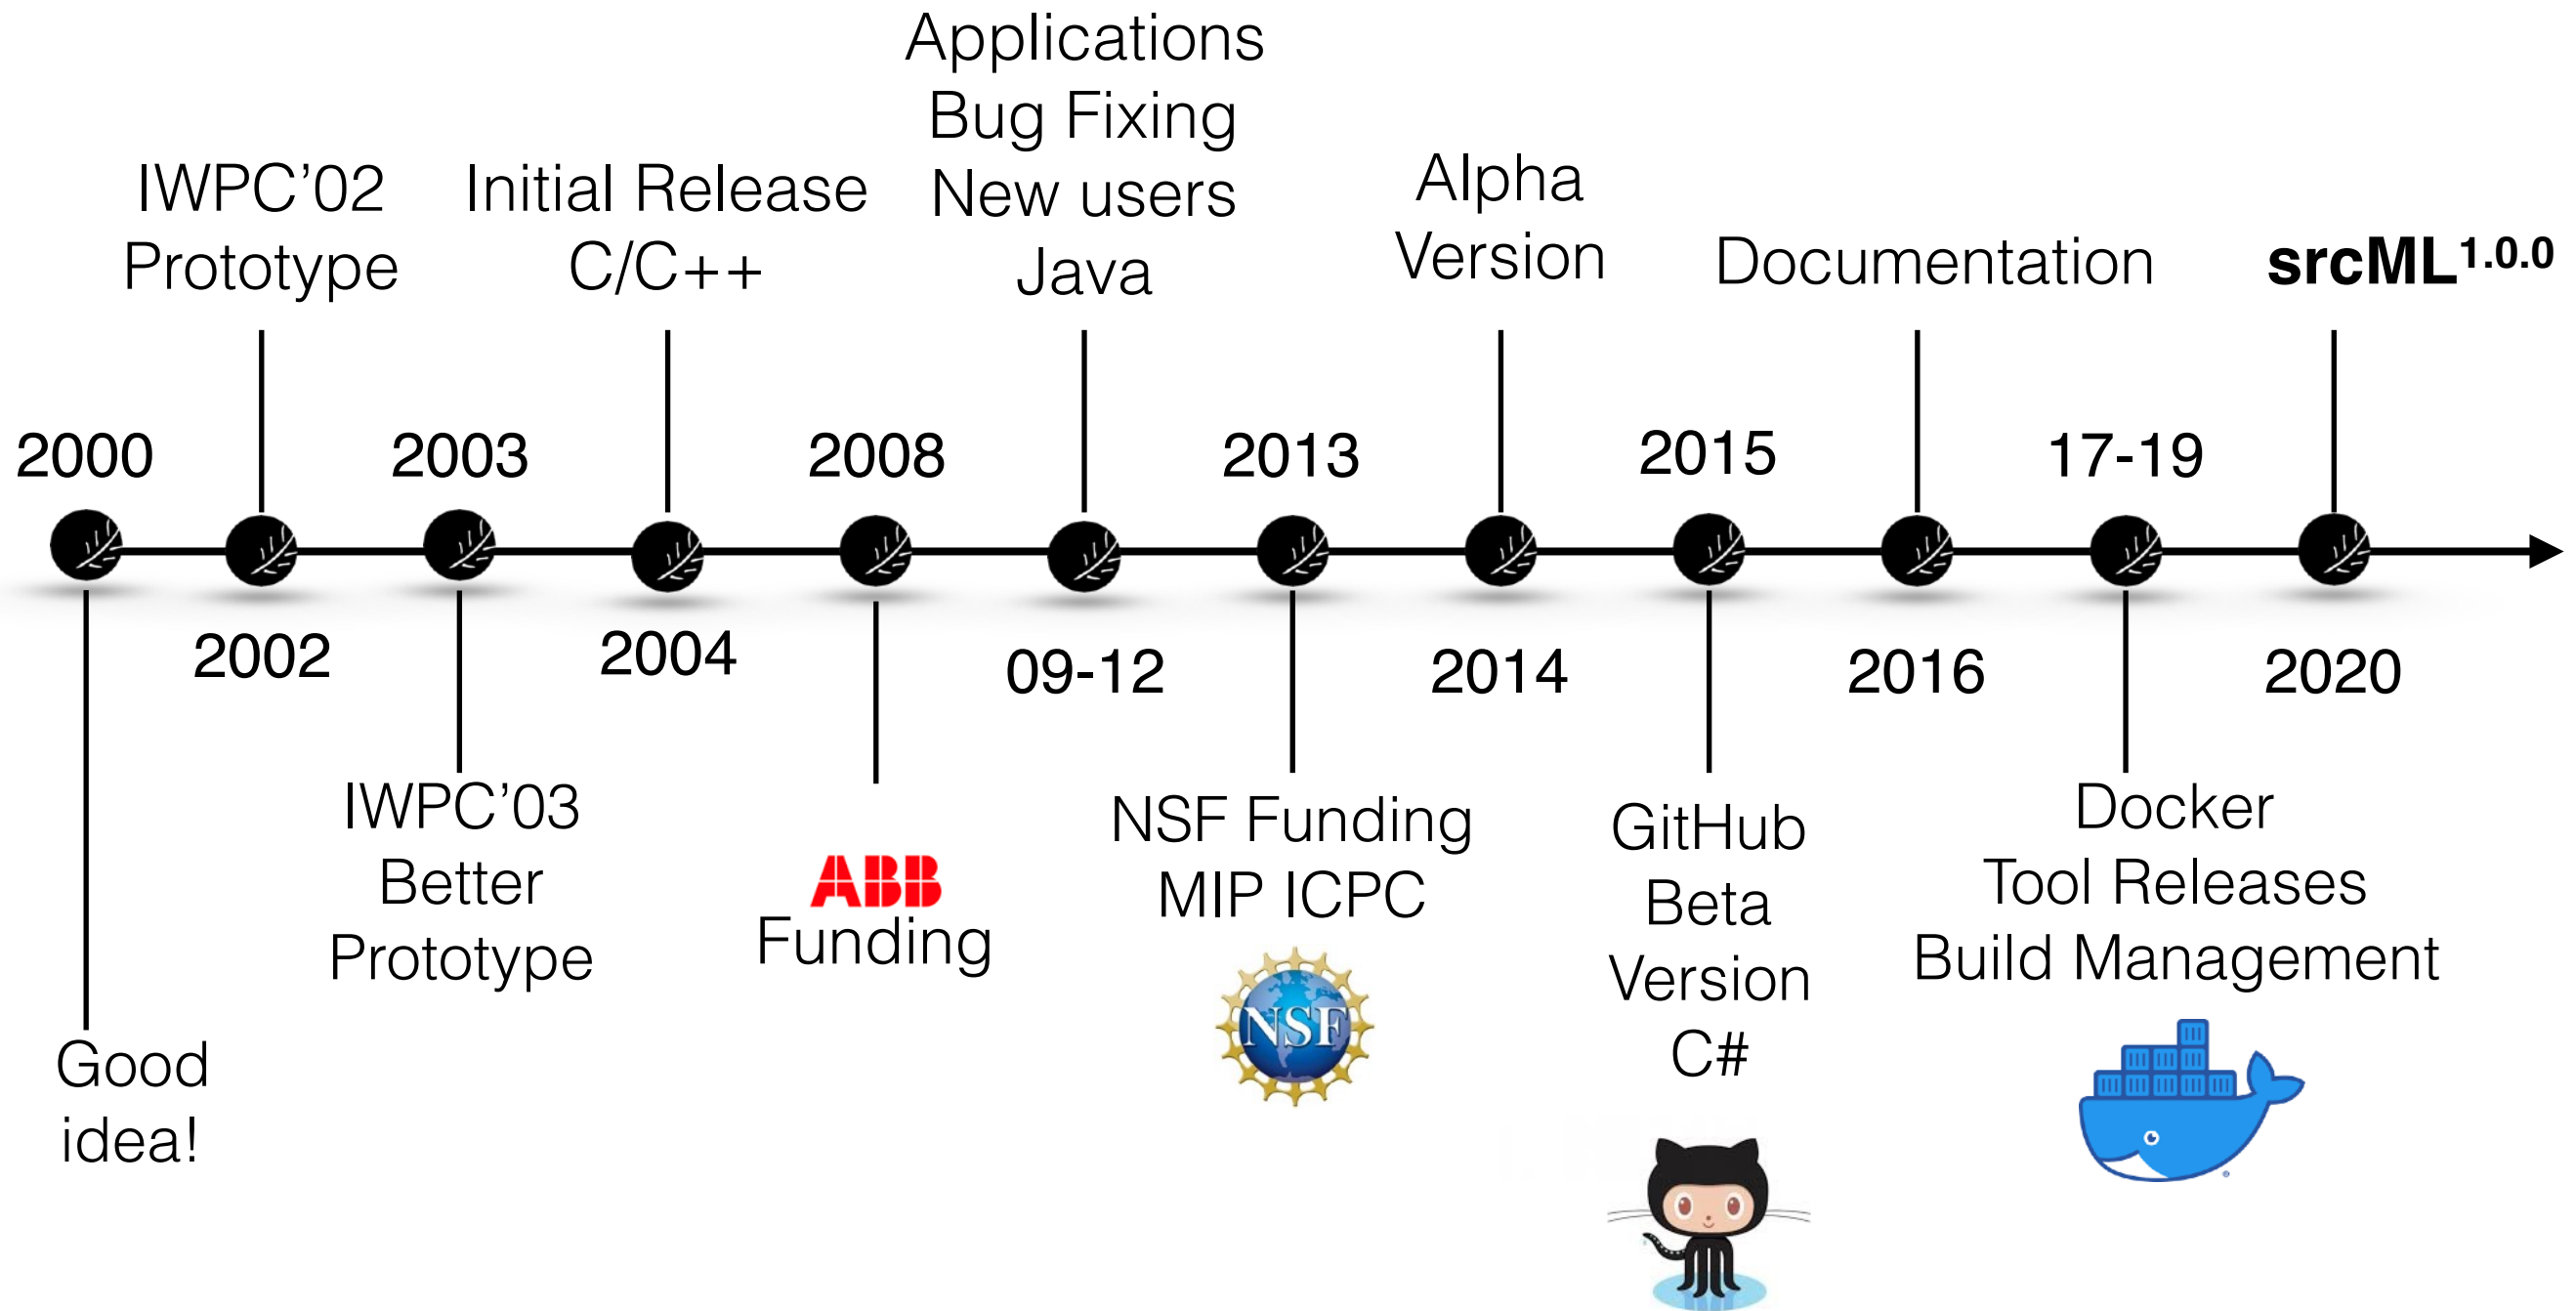 Applications
Bug Fixing
New users
Java
IWPC’02
Prototype
Initial Release
C/C++
Alpha
Version
Documentation
srcML1.0.0
2000
2003
2008
2013
2015
17-19
2002
2004
09-12
2014
2016
2020
Good
idea!
IWPC’03
Better
Prototype
ABB
Funding
NSF Funding
MIP ICPC
NSF
GitHub
Beta
Version
C#
Docker
Tool Releases
Build Management